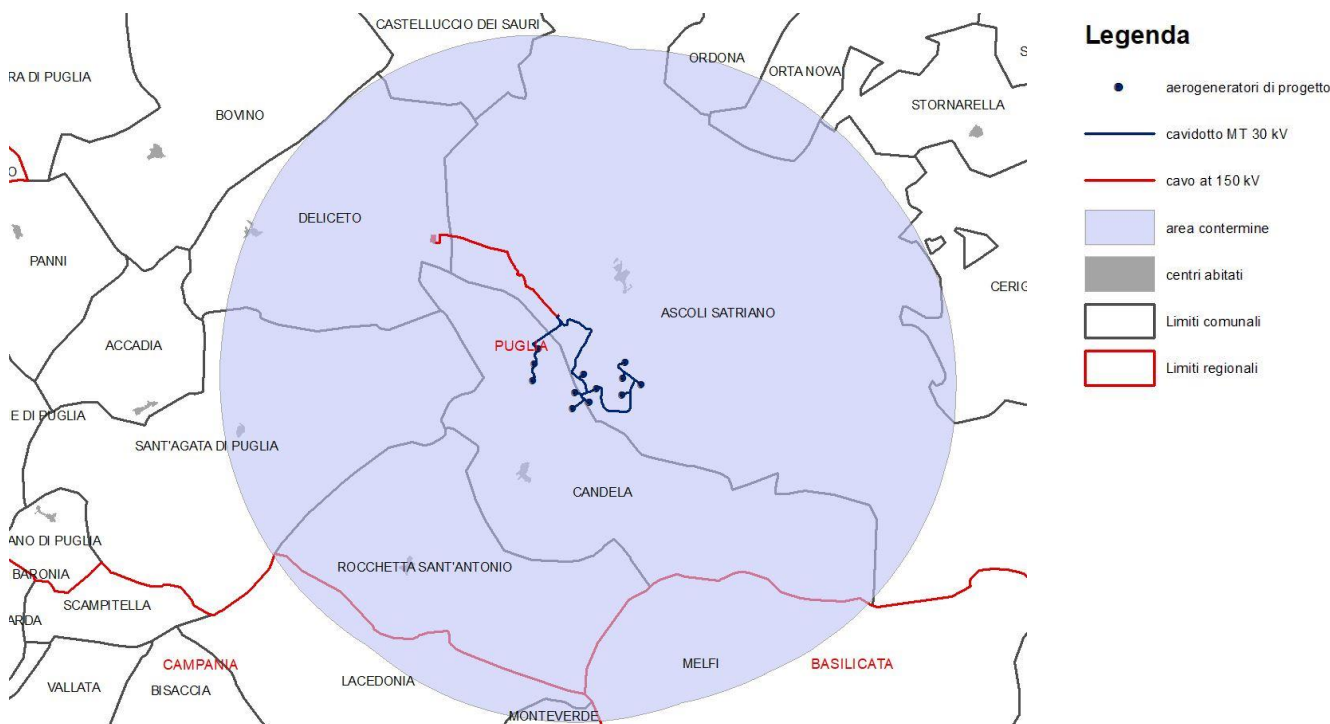 CASTELLUCCIO DEI SAURI
ORDONA
ORTA NOVA
S
RA DI PUGLIA
STORNARELLA
BOVINO
O
DELICETO
PANNI
CERIG
ASCOLI SATRIANO
ACCADIA
PUGLIA
E DI PUGLIA
SANT'AGATA DI PUGLIA
CANDELA
ANO DI PUGLIA
ROCCHETTA SANT'ANTONIO
BARONIA
SCAMPITELLA
ARDA
CAMPANIA
MELFI
BASILICATA
LACEDONIA
VALLATA
BISACCIA
MONTEVERDE
Legenda
aerogeneratori di progetto
cavidotto MT 30 kV
cavo at 150 kV
area contermine
centri abitati
Limiti comunali
Limiti regionali